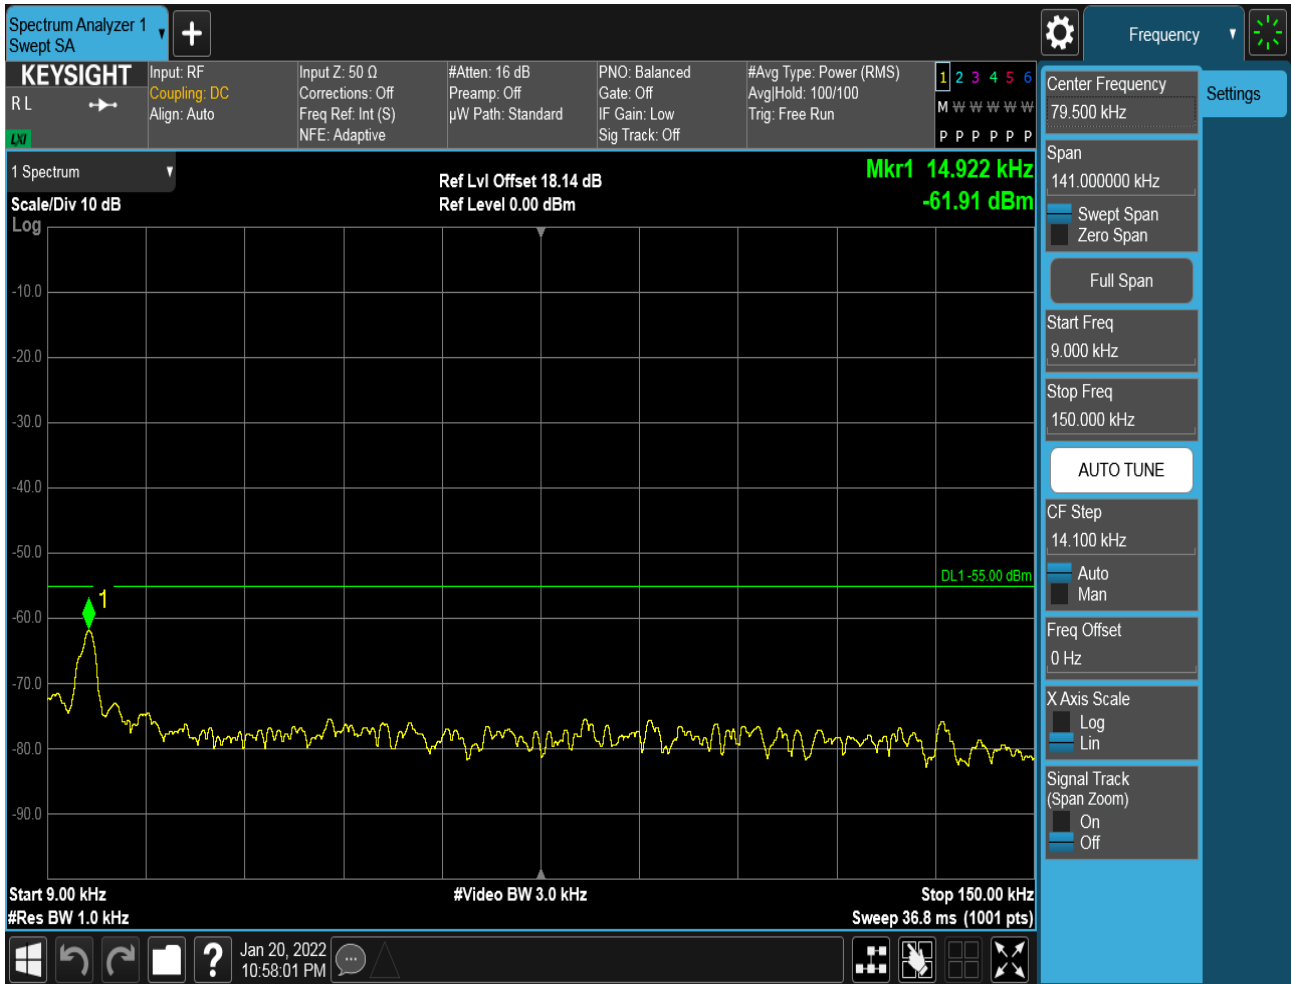 Spectrum Analyzer 1
Swept SA
Frequency
KEYSIGHT
R L
LXI
Input: RF
Coupling: DC
Align: Auto
Input Z: 50 Ω
Corrections: Off
Freq Ref: Int (S)
NFE: Adaptive
#Atten: 16 dB
Preamp: Off
µW Path: Standard
PNO: Balanced
Gate: Off
IF Gain: Low
Sig Track: Off
#Avg Type: Power (RMS)
Avg|Hold: 100/100
Trig: Free Run
1 2 3 4 5 6
M W W W W W
P P P P P P
1 Spectrum
Scale/Div 10 dB
Log
Ref Lvl Offset 18.14 dB
Ref Level 0.00 dBm
Mkr1 14.922 kHz
-61.91 dBm
-10.0
-20.0
-30.0
-40.0
-50.0
-60.0
-70.0
-80.0
-90.0
DL1 -55.00 dBm
1
Start 9.00 kHz
#Res BW 1.0 kHz
#Video BW 3.0 kHz
Stop 150.00 kHz
Sweep 36.8 ms (1001 pts)
Jan 20, 2022
10:58:01 PM
Center Frequency
79.500 kHz
Settings
Span
141.000000 kHz
Swept Span
Zero Span
Full Span
Start Freq
9.000 kHz
Stop Freq
150.000 kHz
AUTO TUNE
CF Step
14.100 kHz
Auto
Man
Freq Offset
0 Hz
X Axis Scale
Log
Lin
Signal Track
(Span Zoom)
On
Off